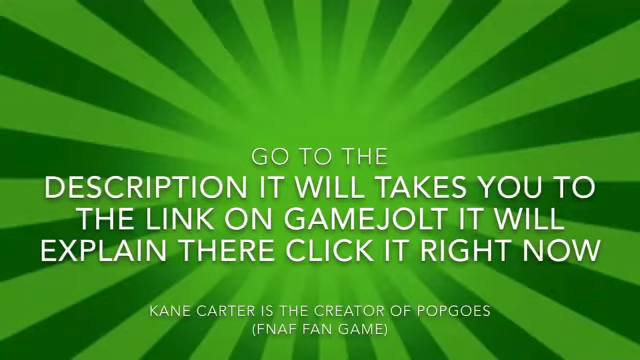 GO TO THE
DESCRIPTION IT WILL TAKES YOU TO
THE LINK ON GAMEJOLT IT WILL
EXPLAIN THERE CLICK IT RIGHT NOW
KANE CARTER IS THE CREATOR OF POPGOES
(FNAF FAN GAME)